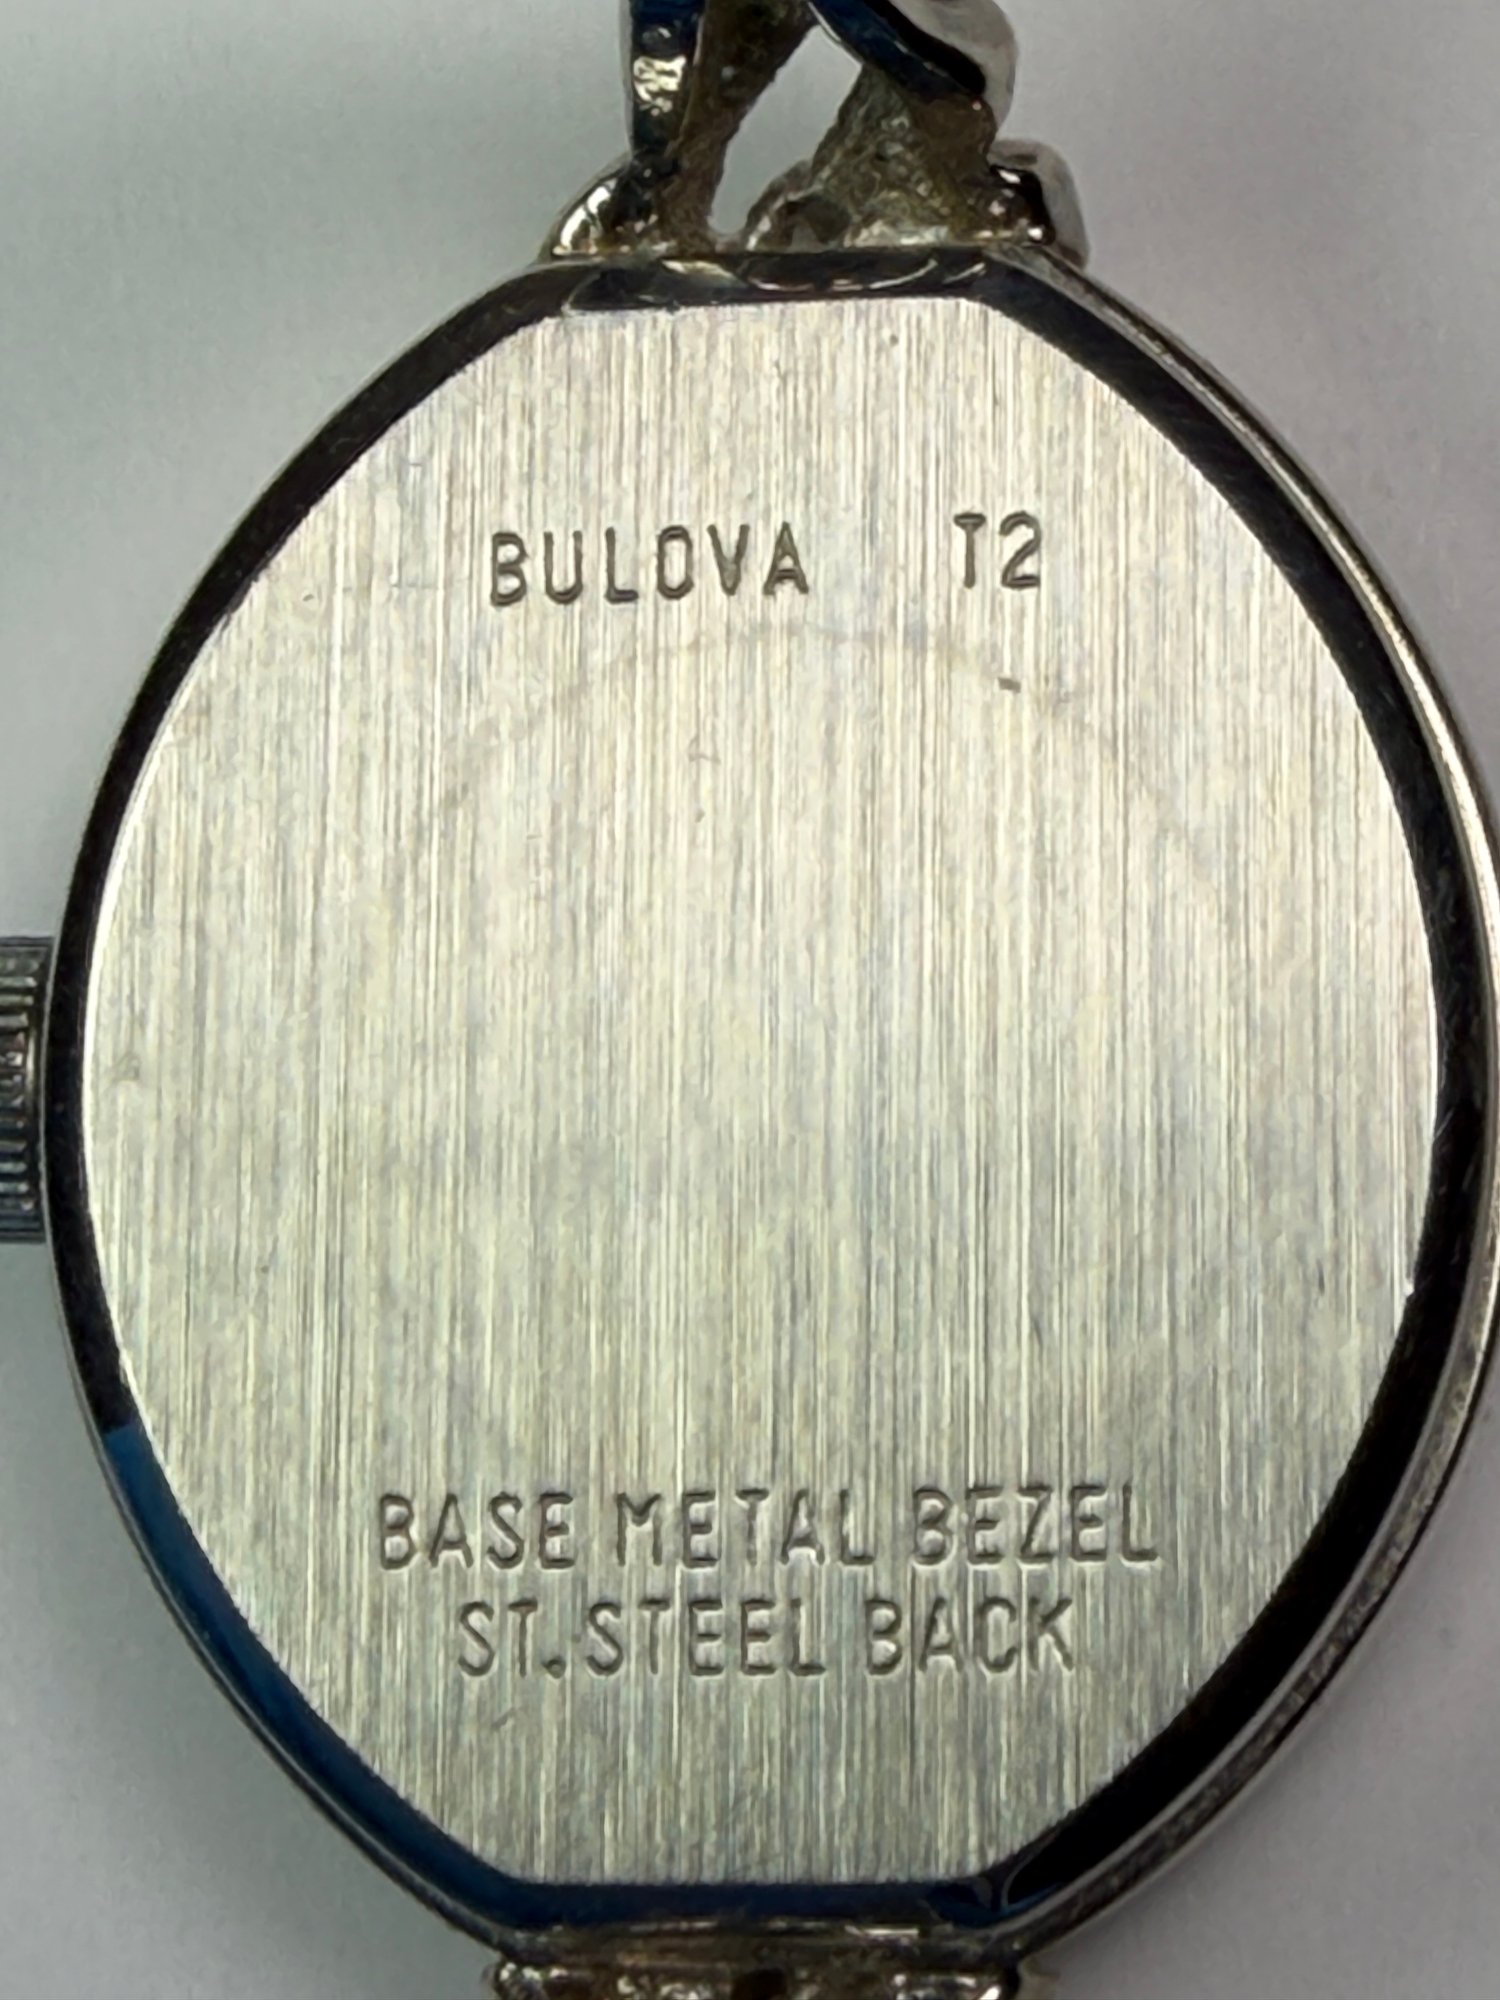 BULOVA T2
BASE METAL BEZEL
ST. STEEL BACK